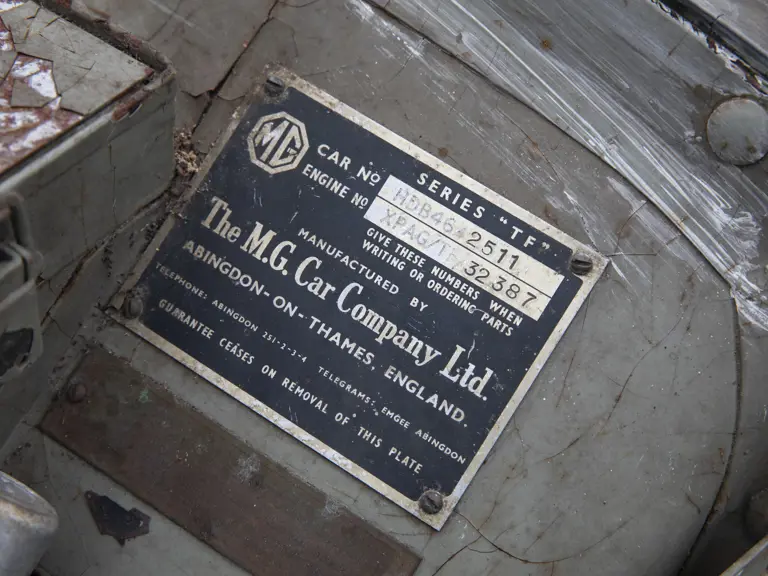 MG
SERIES "TF"
CAR No HDB46/2511
ENGINE No XPAG/TF/32387
GIVE THESE NUMBERS WHEN
WRITING OR ORDERING PARTS
MANUFACTURED BY
The M.G. Car Company Ltd.
ABINGDON-ON-THAMES, ENGLAND.
TELEPHONE: ABINGDON 251-2-3-4 TELEGRAMS: EMGEE ABINGDON
GUARANTEE CEASES ON REMOVAL OF THIS PLATE